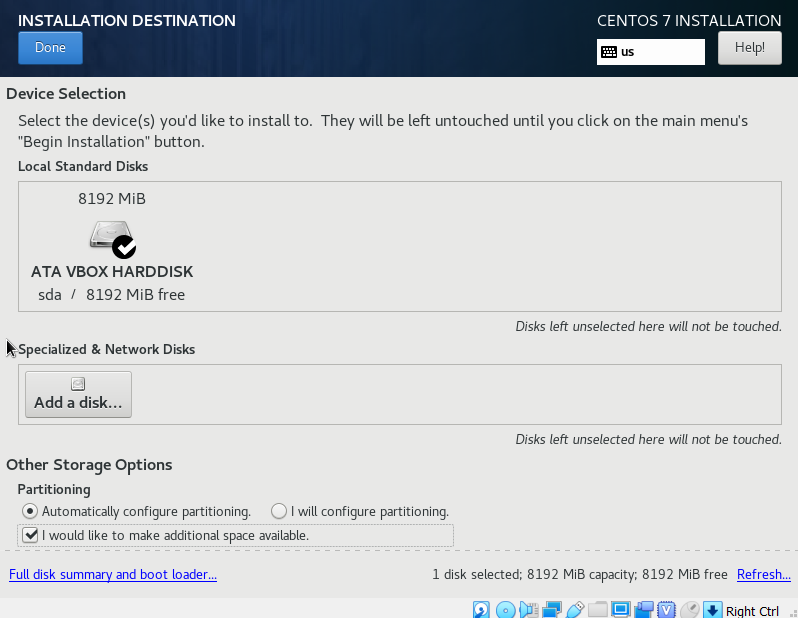 INSTALLATION DESTINATION
CENTOS 7 INSTALLATION
Done
us
Help!
Device Selection
Select the device(s) you'd like to install to.  They will be left untouched until you click on the main menu's
"Begin Installation" button.
Local Standard Disks
8192 MiB
ATA VBOX HARDDISK
sda / 8192 MiB free
Disks left unselected here will not be touched.
Specialized & Network Disks
Add a disk...
Disks left unselected here will not be touched.
Other Storage Options
Partitioning
Automatically configure partitioning. I will configure partitioning.
I would like to make additional space available.
Full disk summary and boot loader... 1 disk selected; 8192 MiB capacity; 8192 MiB free Refresh...
Right Ctrl